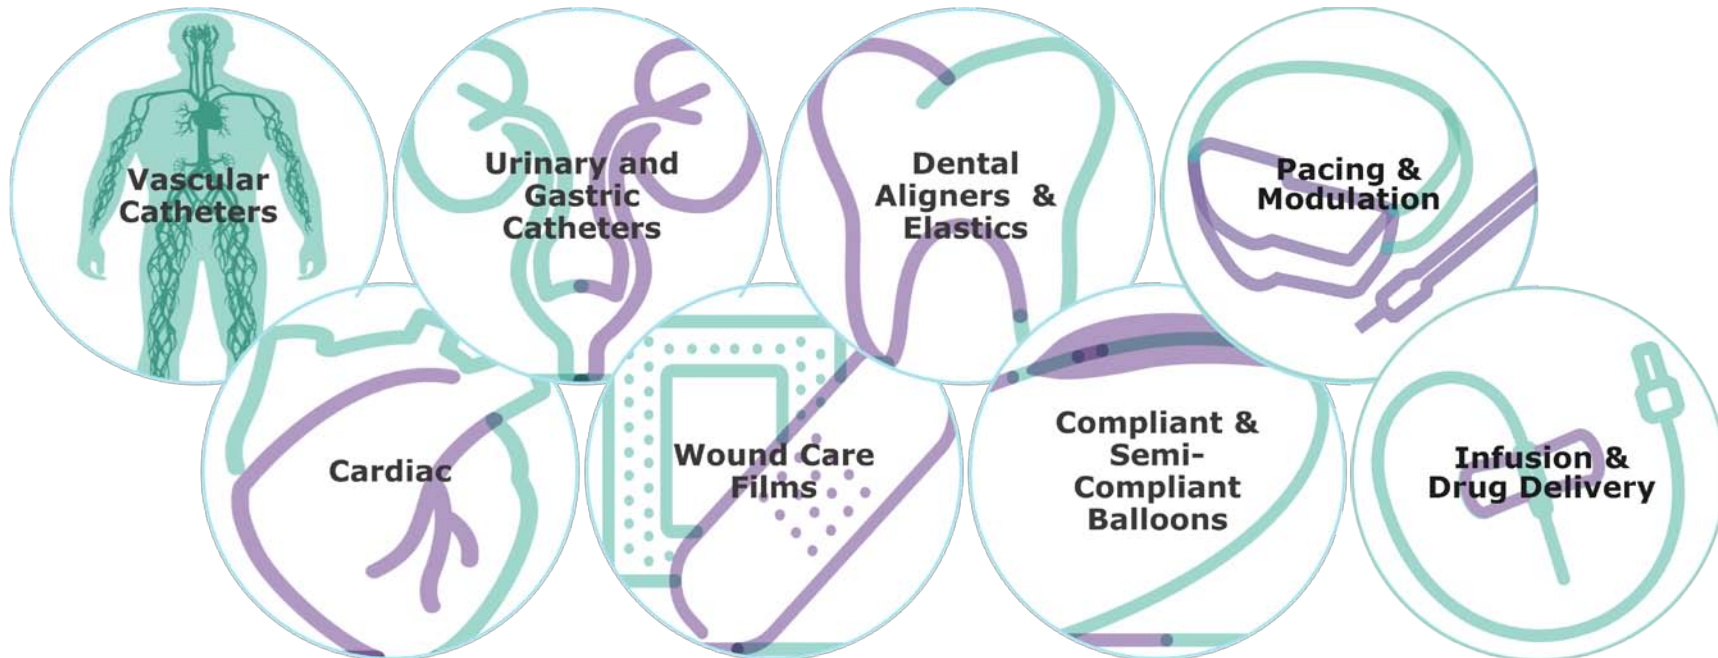 Vascular
Catheters
Urinary and
Gastric
Catheters
Dental
Aligners &
Elastics
Pacing &
Modulation
Cardiac
Wound Care
Films
Compliant &
Semi-
Compliant
Balloons
Infusion &
Drug Delivery